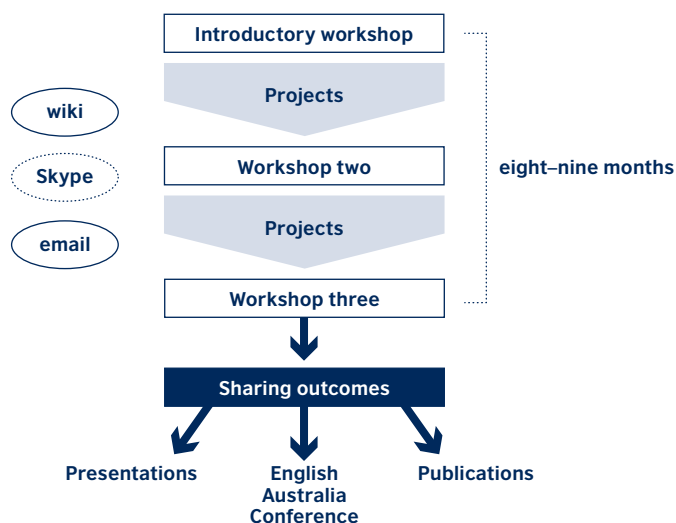 Introductory workshop
Projects
wiki
Workshop two
Skype
eight–nine months
Projects
email
Workshop three
Sharing outcomes
Presentations
English
Australia
Conference
Publications